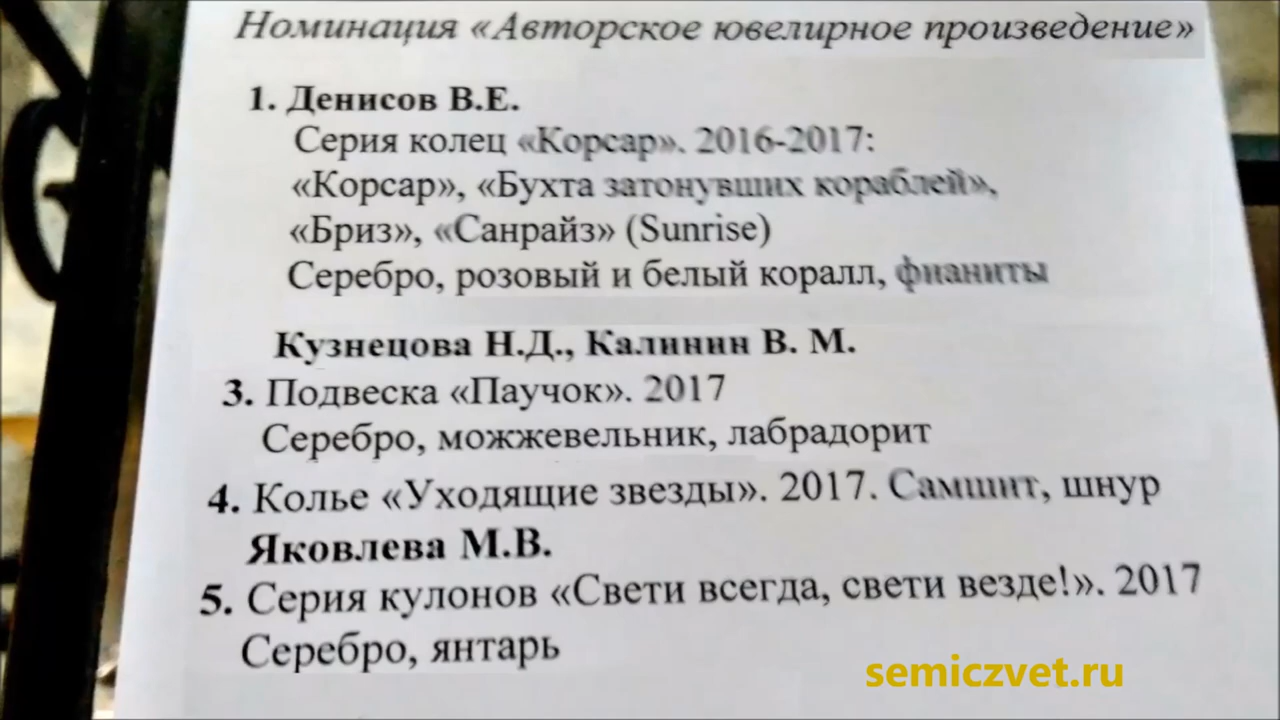 Номинация «Авторское ювелирное произведение»
1. Денисов В.Е.
Серия колец «Корсар». 2016-2017:
«Корсар», «Бухта затонувших кораблей»,
«Бриз», «Санрайз» (Sunrise)
Серебро, розовый и белый коралл, фианиты
Кузнецова Н.Д., Калинин В. М.
3. Подвеска «Паучок». 2017
Серебро, можжевельник, лабрадорит
4. Колье «Уходящие звезды». 2017. Самшит, шнур
Яковлева М.В.
5. Серия кулонов «Свети всегда, свети везде!». 2017
Серебро, янтарь
semiczvet.ru